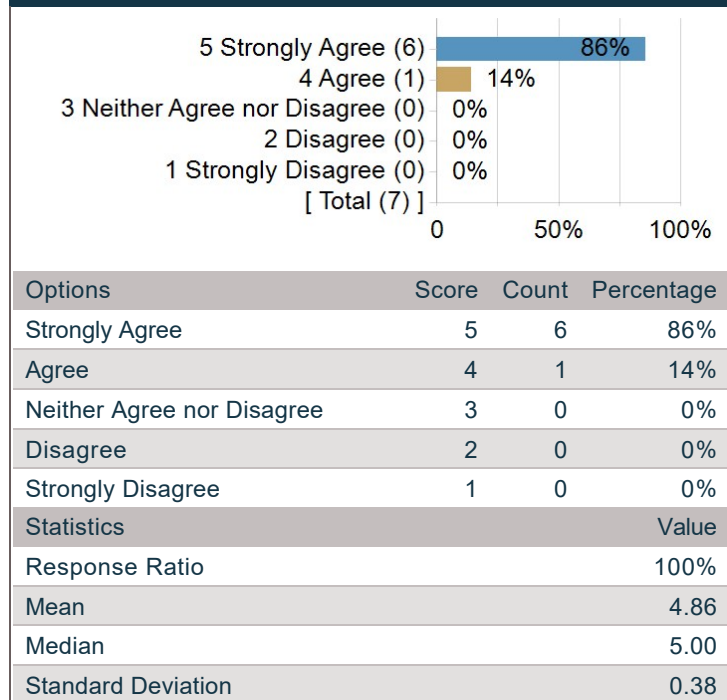 5 Strongly Agree (6) 86%
4 Agree (1) 14%
3 Neither Agree nor Disagree (0) 0%
2 Disagree (0) 0%
1 Strongly Disagree (0) 0%
[ Total (7) ]
0 50% 100%
Options Score Count Percentage
Strongly Agree 5 6 86%
Agree 4 1 14%
Neither Agree nor Disagree 3 0 0%
Disagree 2 0 0%
Strongly Disagree 1 0 0%
Statistics Value
Response Ratio 100%
Mean 4.86
Median 5.00
Standard Deviation 0.38